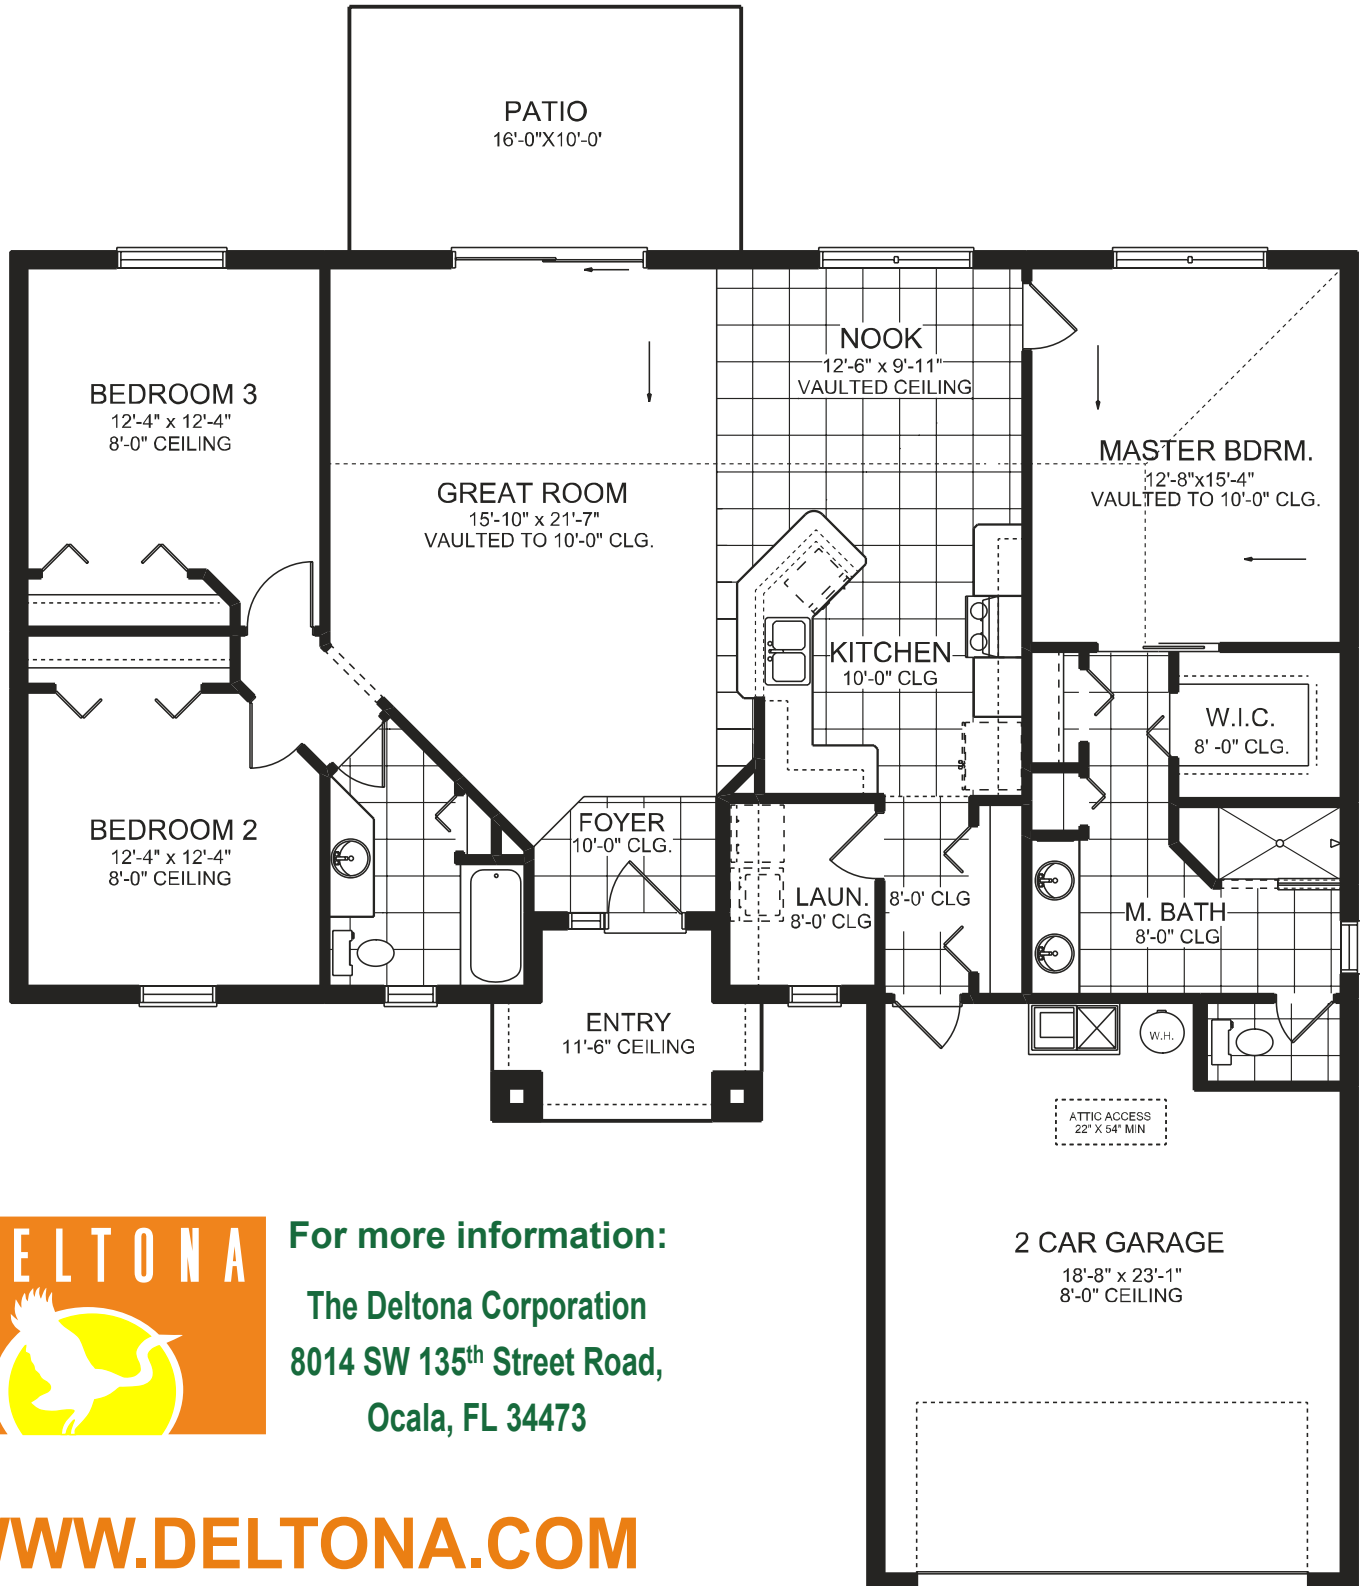 PATIO
16'-0"X10'-0'
NOOK
12'-6" x 9'-11"
VAULTED CEILING
BEDROOM 3
12'-4" x 12'-4"
8'-0" CEILING
MASTER BDRM.
12'-8"x15'-4"
VAULTED TO 10'-0" CLG.
GREAT ROOM
15'-10" x 21'-7"
VAULTED TO 10'-0" CLG.
KITCHEN
10'-0" CLG
W.I.C.
8' -0" CLG.
BEDROOM 2
12'-4" x 12'-4"
8'-0" CEILING
FOYER
10'-0" CLG.
LAUN.
8'-0' CLG
8'-0' CLG
M. BATH
8'-0" CLG
ENTRY
11'-6" CEILING
W.H.
ATTIC ACCESS
22" X 54" MIN
2 CAR GARAGE
18'-8" x 23'-1"
8'-0" CEILING
ELTONA
For more information:
The Deltona Corporation
8014 SW 135th Street Road,
Ocala, FL 34473
WWW.DELTONA.COM